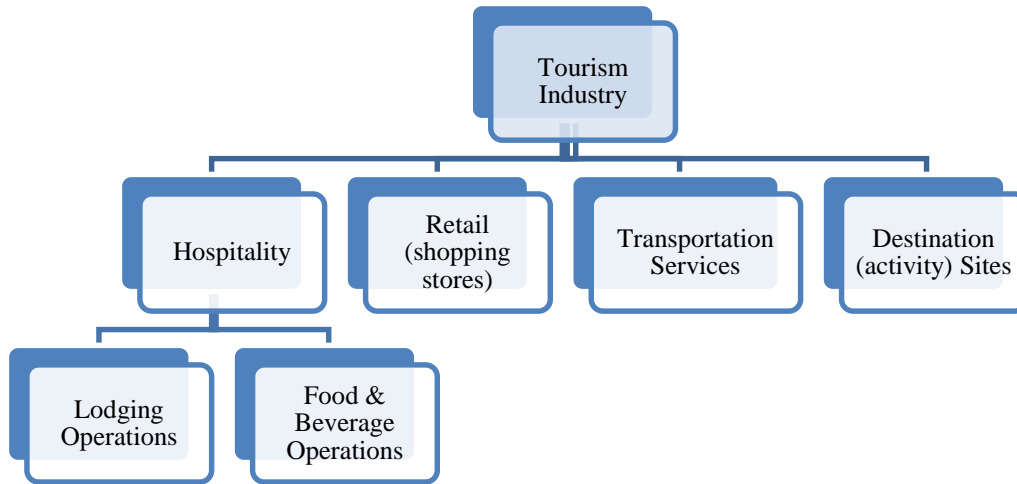 Tourism
Industry
Hospitality
Retail
(shopping
stores)
Transportation
Services
Destination
(activity) Sites
Lodging
Operations
Food &
Beverage
Operations